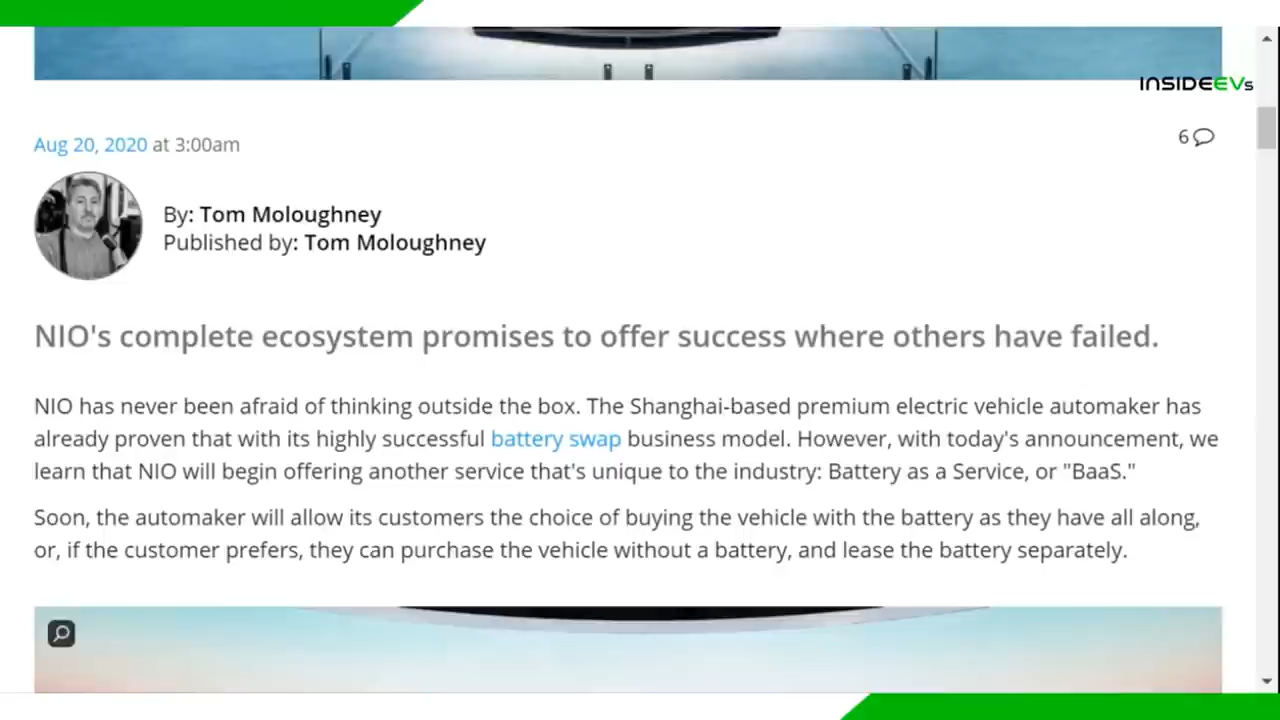 INSIDEEVs
Aug 20, 2020 at 3:00am
6
By: Tom Moloughney
Published by: Tom Moloughney
NIO's complete ecosystem promises to offer success where others have failed.
NIO has never been afraid of thinking outside the box. The Shanghai-based premium electric vehicle automaker has
already proven that with its highly successful battery swap business model. However, with today's announcement, we
learn that NIO will begin offering another service that's unique to the industry: Battery as a Service, or "BaaS."
Soon, the automaker will allow its customers the choice of buying the vehicle with the battery as they have all along,
or, if the customer prefers, they can purchase the vehicle without a battery, and lease the battery separately.